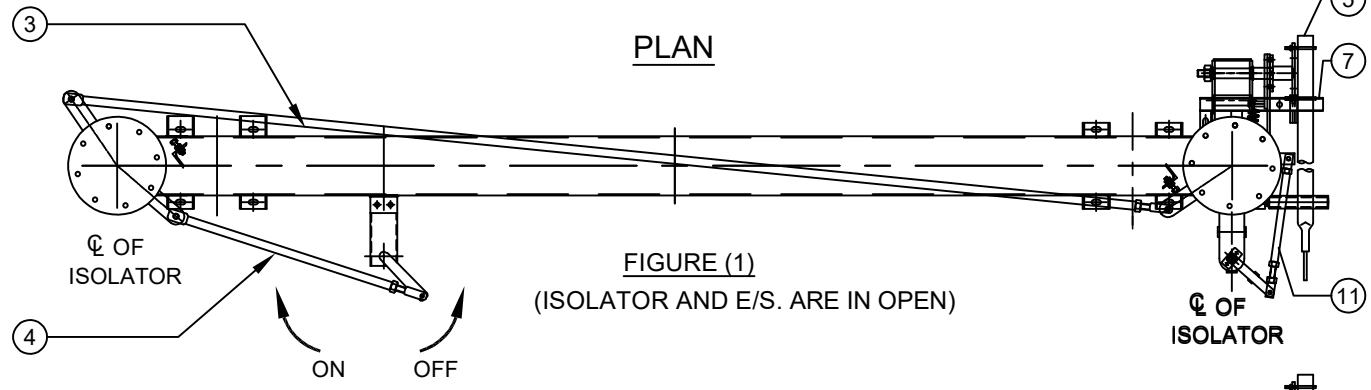 3
PLAN
5
7
℄ OF
ISOLATOR
FIGURE (1)
(ISOLATOR AND E/S. ARE IN OPEN)
4
ON OFF
11
℄ OF
ISOLATOR